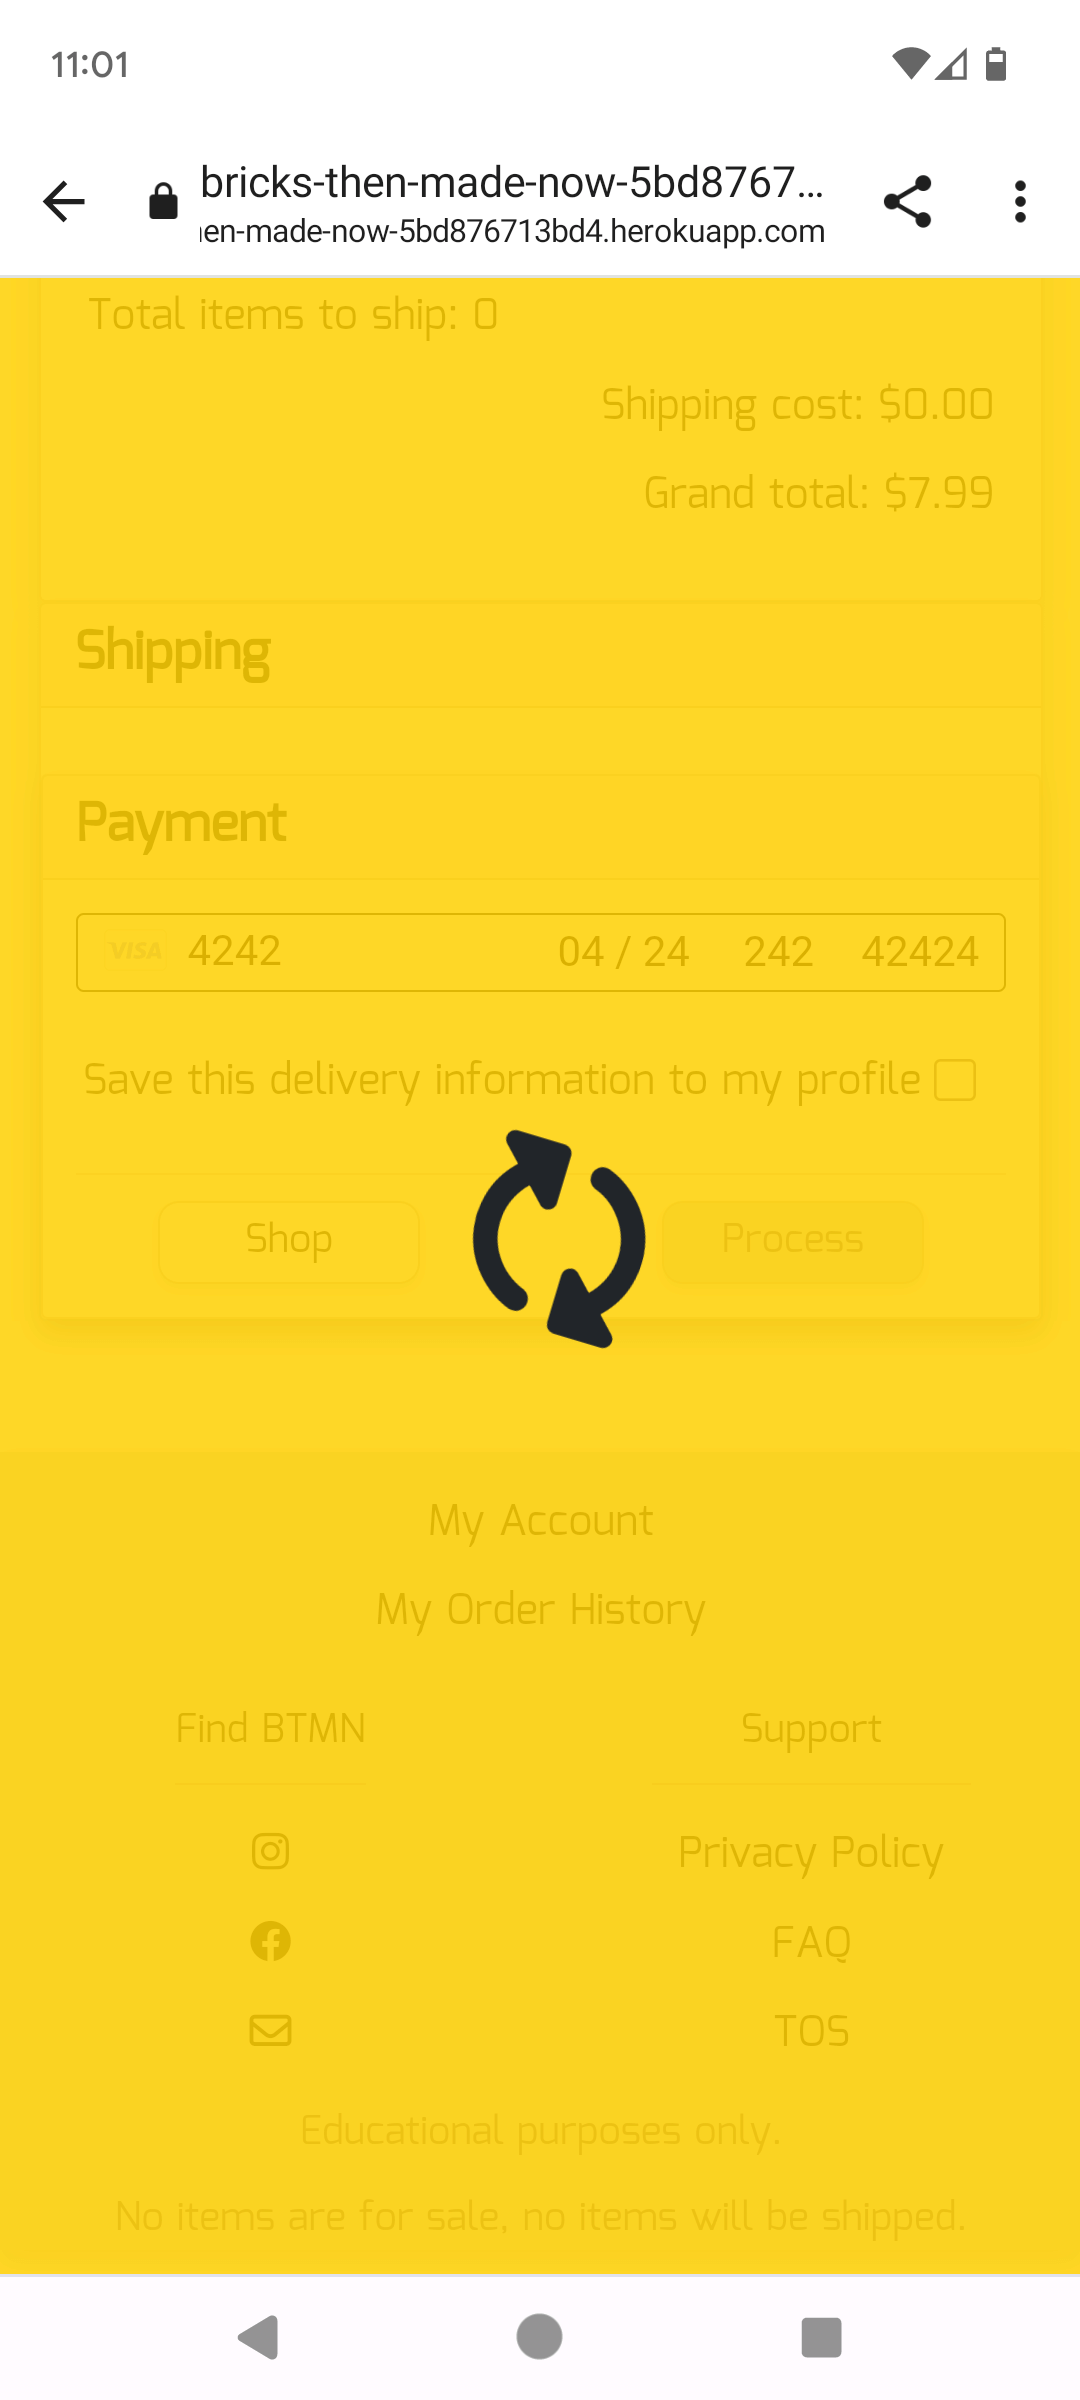 11:01
bricks-then-made-now-5bd8767...
en-made-now-5bd876713bd4.herokuapp.com
Total items to ship: 0
Shipping cost: $0.00
Grand total: $7.99
Shipping
Payment
VISA 4242 04 / 24 242 42424
Save this delivery information to my profile
Shop Process
My Account
My Order History
Find BTMN Support
Privacy Policy
FAQ
TOS
Educational purposes only.
No items are for sale, no items will be shipped.